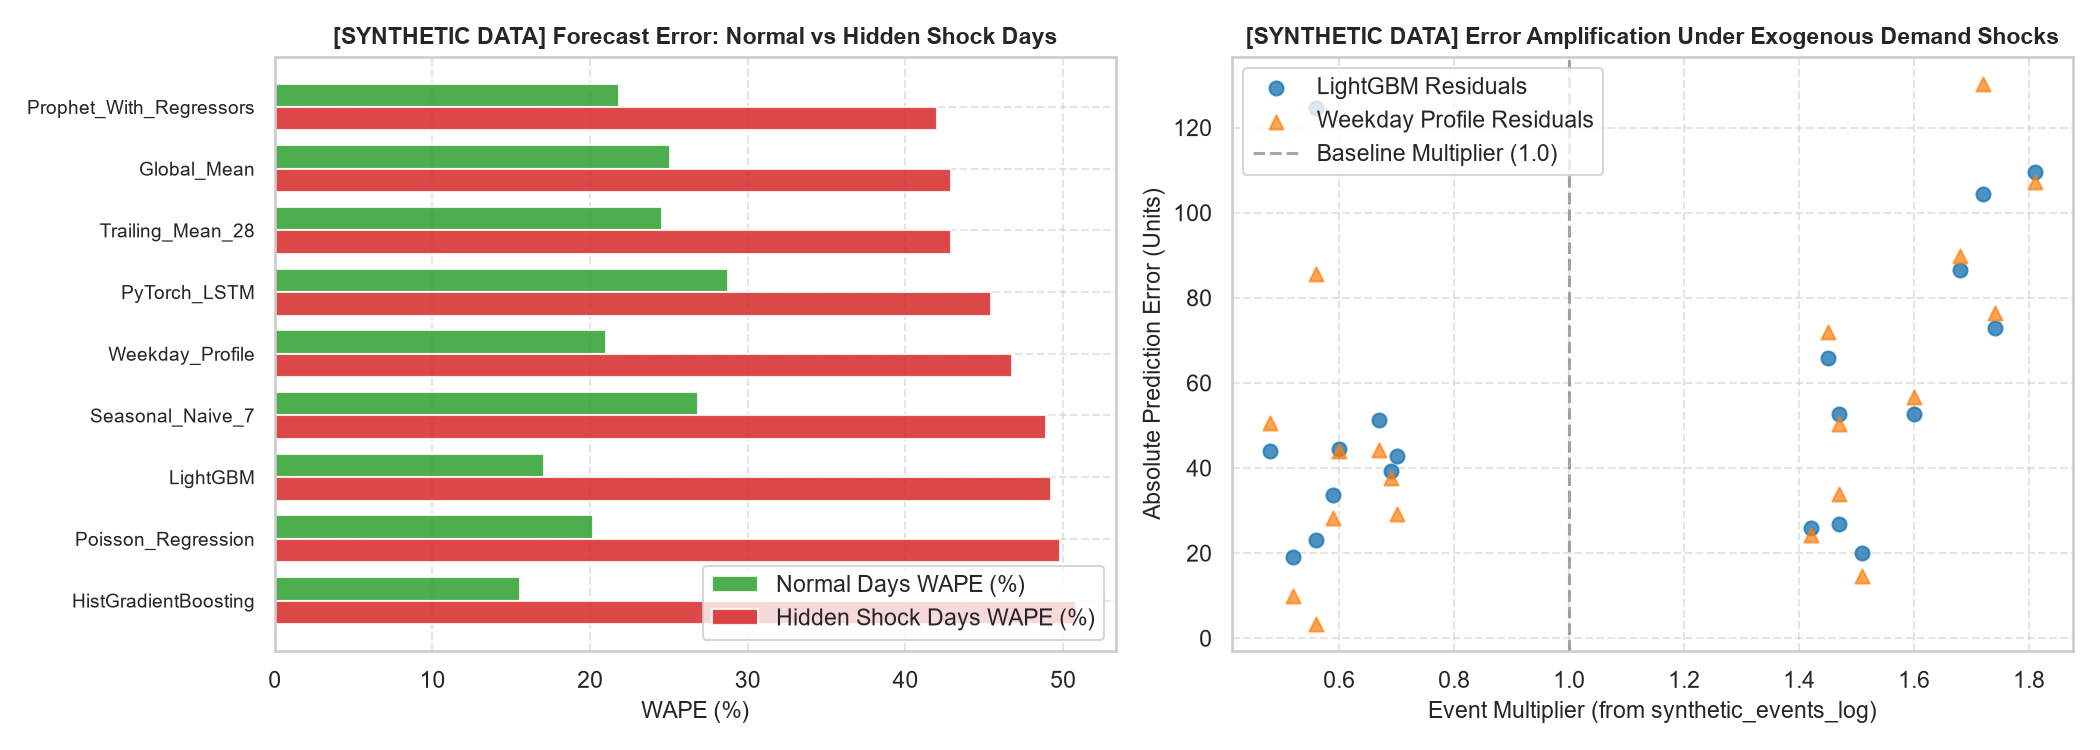 [SYNTHETIC DATA] Forecast Error: Normal vs Hidden Shock Days
Prophet_With_Regressors
Global_Mean
Trailing_Mean_28
PyTorch_LSTM
Weekday_Profile
Seasonal_Naive_7
LightGBM
Poisson_Regression
HistGradientBoosting
Normal Days WAPE (%)
Hidden Shock Days WAPE (%)
0 10 20 30 40 50
WAPE (%)
[SYNTHETIC DATA] Error Amplification Under Exogenous Demand Shocks
LightGBM Residuals
Weekday Profile Residuals
Baseline Multiplier (1.0)
Absolute Prediction Error (Units)
120
100
80
60
40
20
0
0.6 0.8 1.0 1.2 1.4 1.6 1.8
Event Multiplier (from synthetic_events_log)